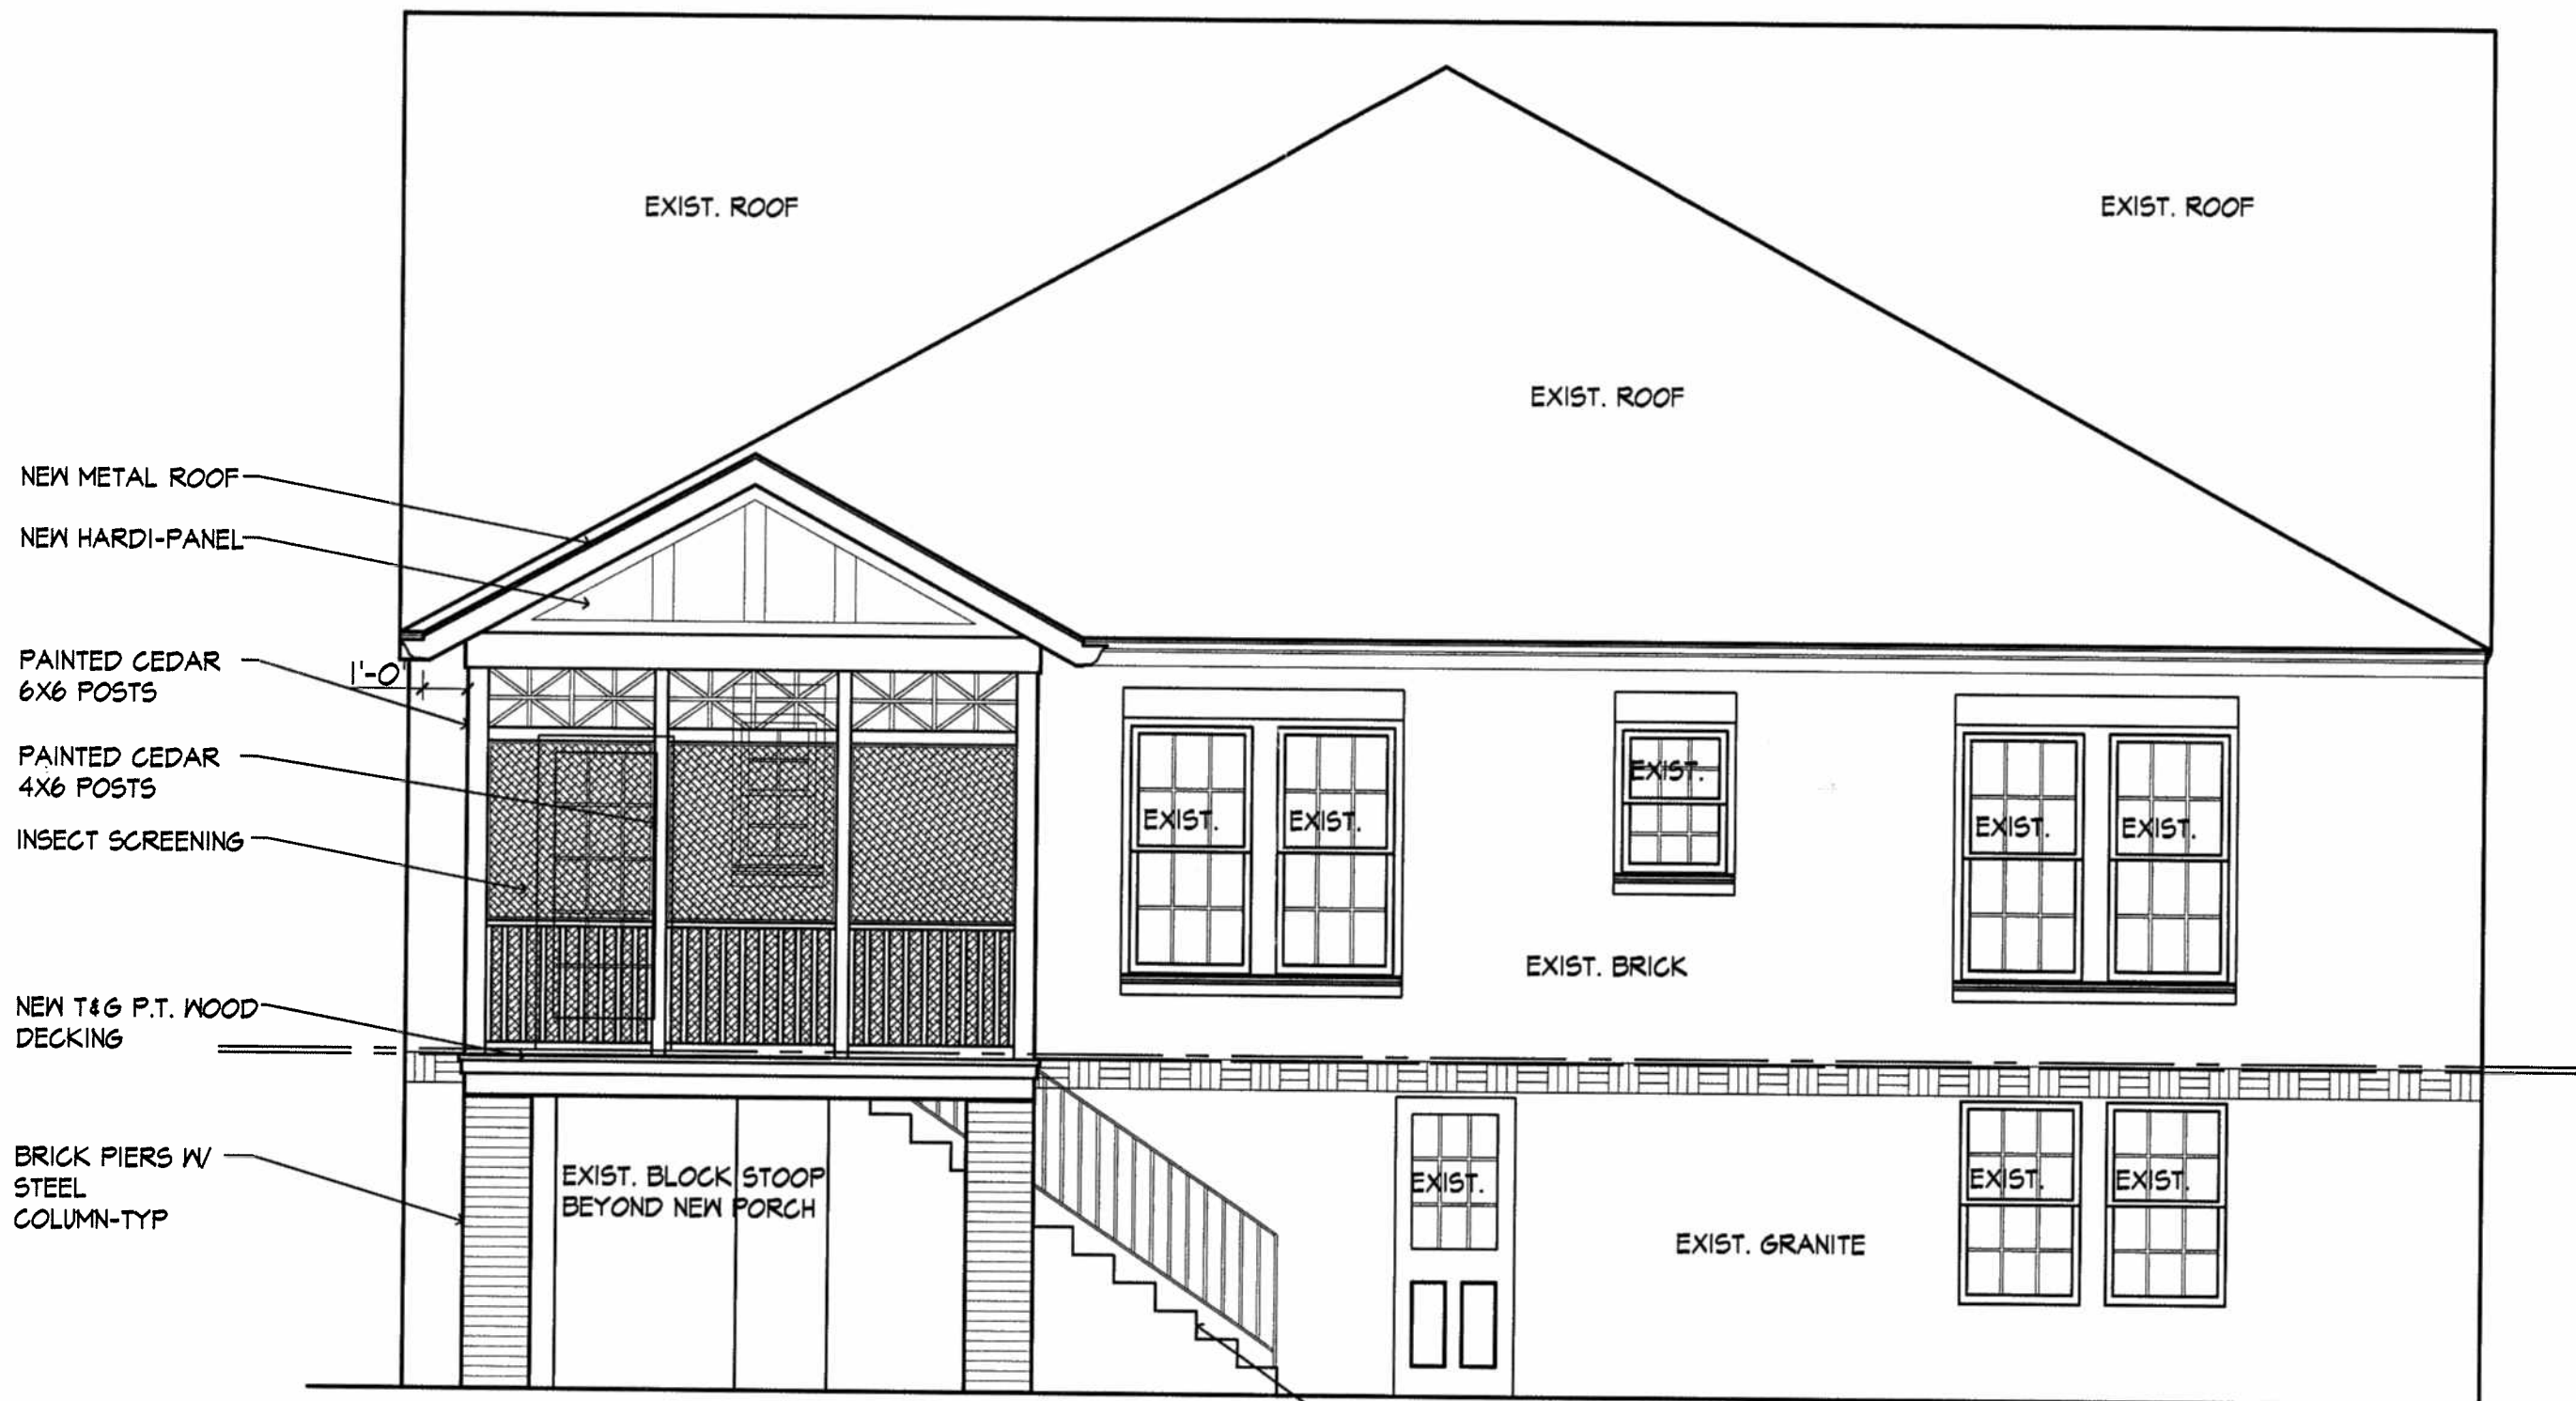 EXIST. ROOF
EXIST. ROOF
EXIST. ROOF
NEW METAL ROOF
NEW HARDI-PANEL
PAINTED CEDAR
6X6 POSTS
1'-0"
PAINTED CEDAR
4X6 POSTS
INSECT SCREENING
EXIST.
EXIST.
EXIST.
EXIST.
EXIST.
EXIST. BRICK
NEW T&G P.T. WOOD
DECKING
BRICK PIERS W/
STEEL
COLUMN-TYP
EXIST. BLOCK STOOP
BEYOND NEW PORCH
EXIST.
EXIST.
EXIST.
EXIST. GRANITE